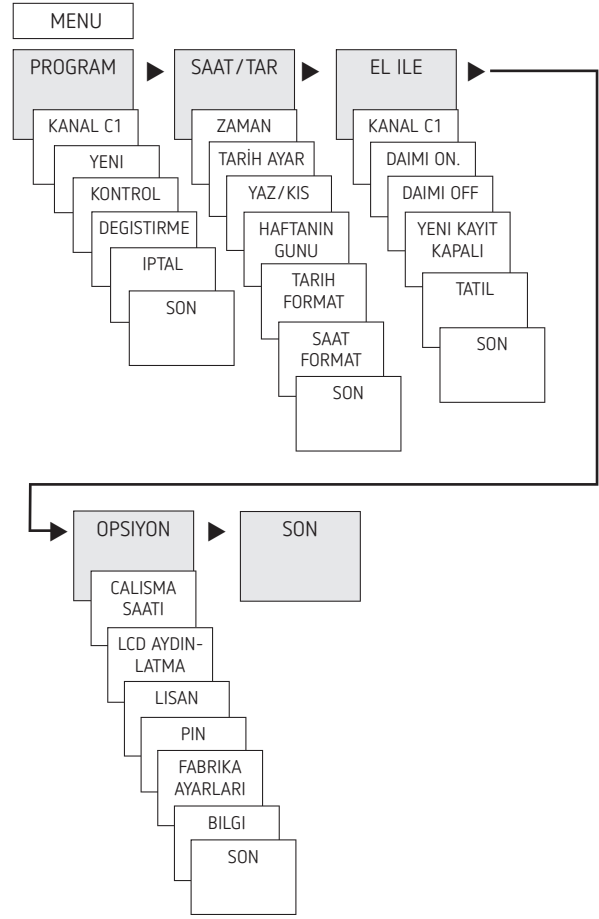 MENU
PROGRAM
KANAL C1
YENI
KONTROL
DEGISTIRME
IPTAL
SON
SAAT/TAR
ZAMAN
TARİH AYAR
YAZ/KIS
HAFTANIN
GUNU
TARIH
FORMAT
SAAT
FORMAT
SON
EL ILE
KANAL C1
DAIMI ON.
DAIMI OFF
YENI KAYIT
KAPALI
TATIL
SON
OPSIYON
CALISMA
SAATI
LCD AYDIN-
LATMA
LISAN
PIN
FABRIKA
AYARLARI
BILGI
SON
SON